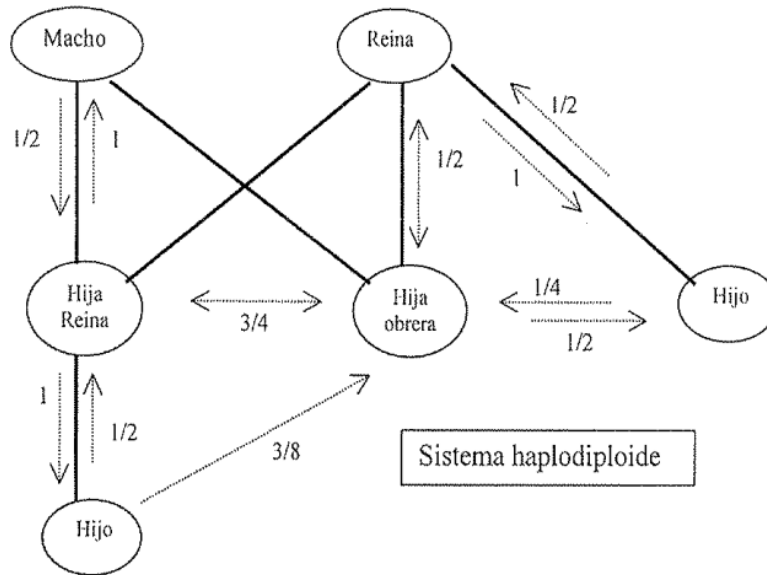 Macho
Reina
1/2
1
1/2
1/2
1
Hija
Reina
3/4
Hija
obrera
1/4
1/2
Hijo
1
1/2
3/8
Sistema haplodiploide
Hijo